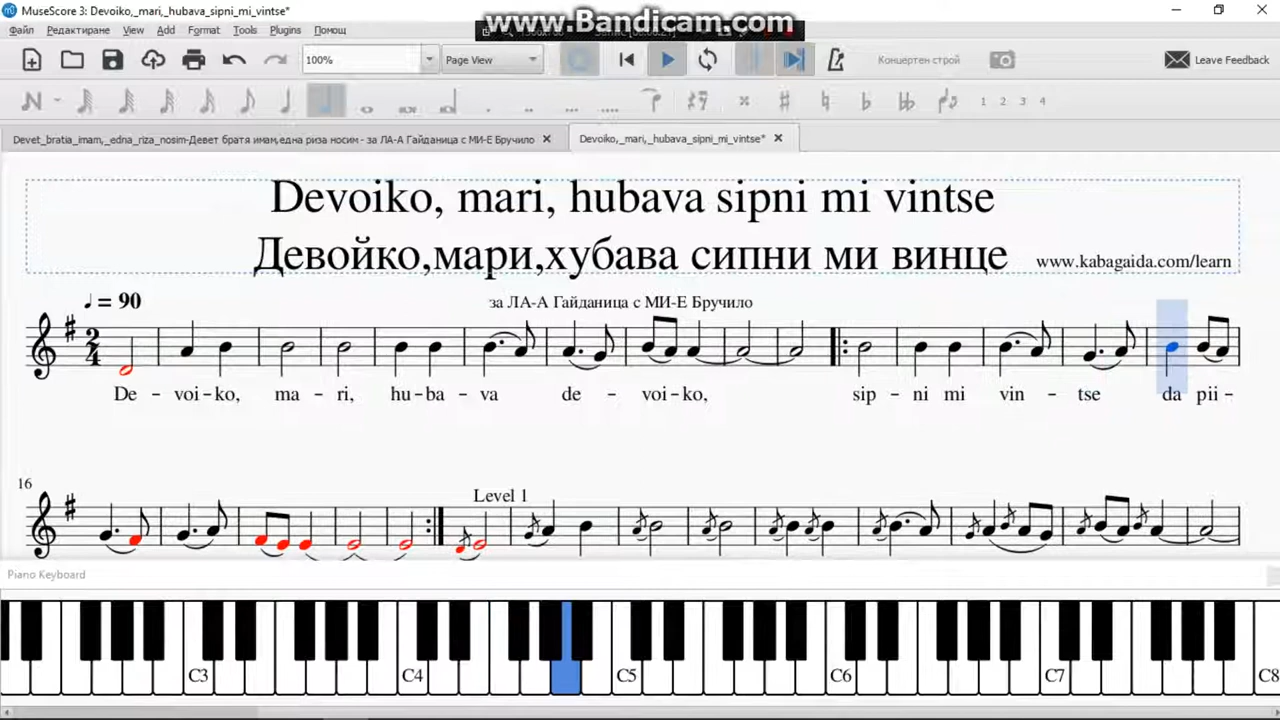 MuseScore 3: Devoiko,_mari,_hubava_sipni_mi_vintse*
www.Bandicam.com
Файл Редактиране View Add Format Tools Plugins Помощ
100% Page View Концертен строй Leave Feedback
1 2 3 4
Devet_bratia_imam,_edna_riza_nosim-Девет братя имам,една риза носим - за ЛА-А Гайданица с МИ-Е Бручило
Devoiko,_mari,_hubava_sipni_mi_vintse*
Devoiko, mari, hubava sipni mi vintse
Девойко,мари,хубава сипни ми винце
www.kabagaida.com/learn
= 90
за ЛА-А Гайданица с МИ-Е Бручило
2
4
De - voi - ko, ma - ri, hu - ba - va de - voi - ko, sip - ni mi vin - tse da pii -
16
Level 1
Piano Keyboard
C3 C4 C5 C6 C7 C8